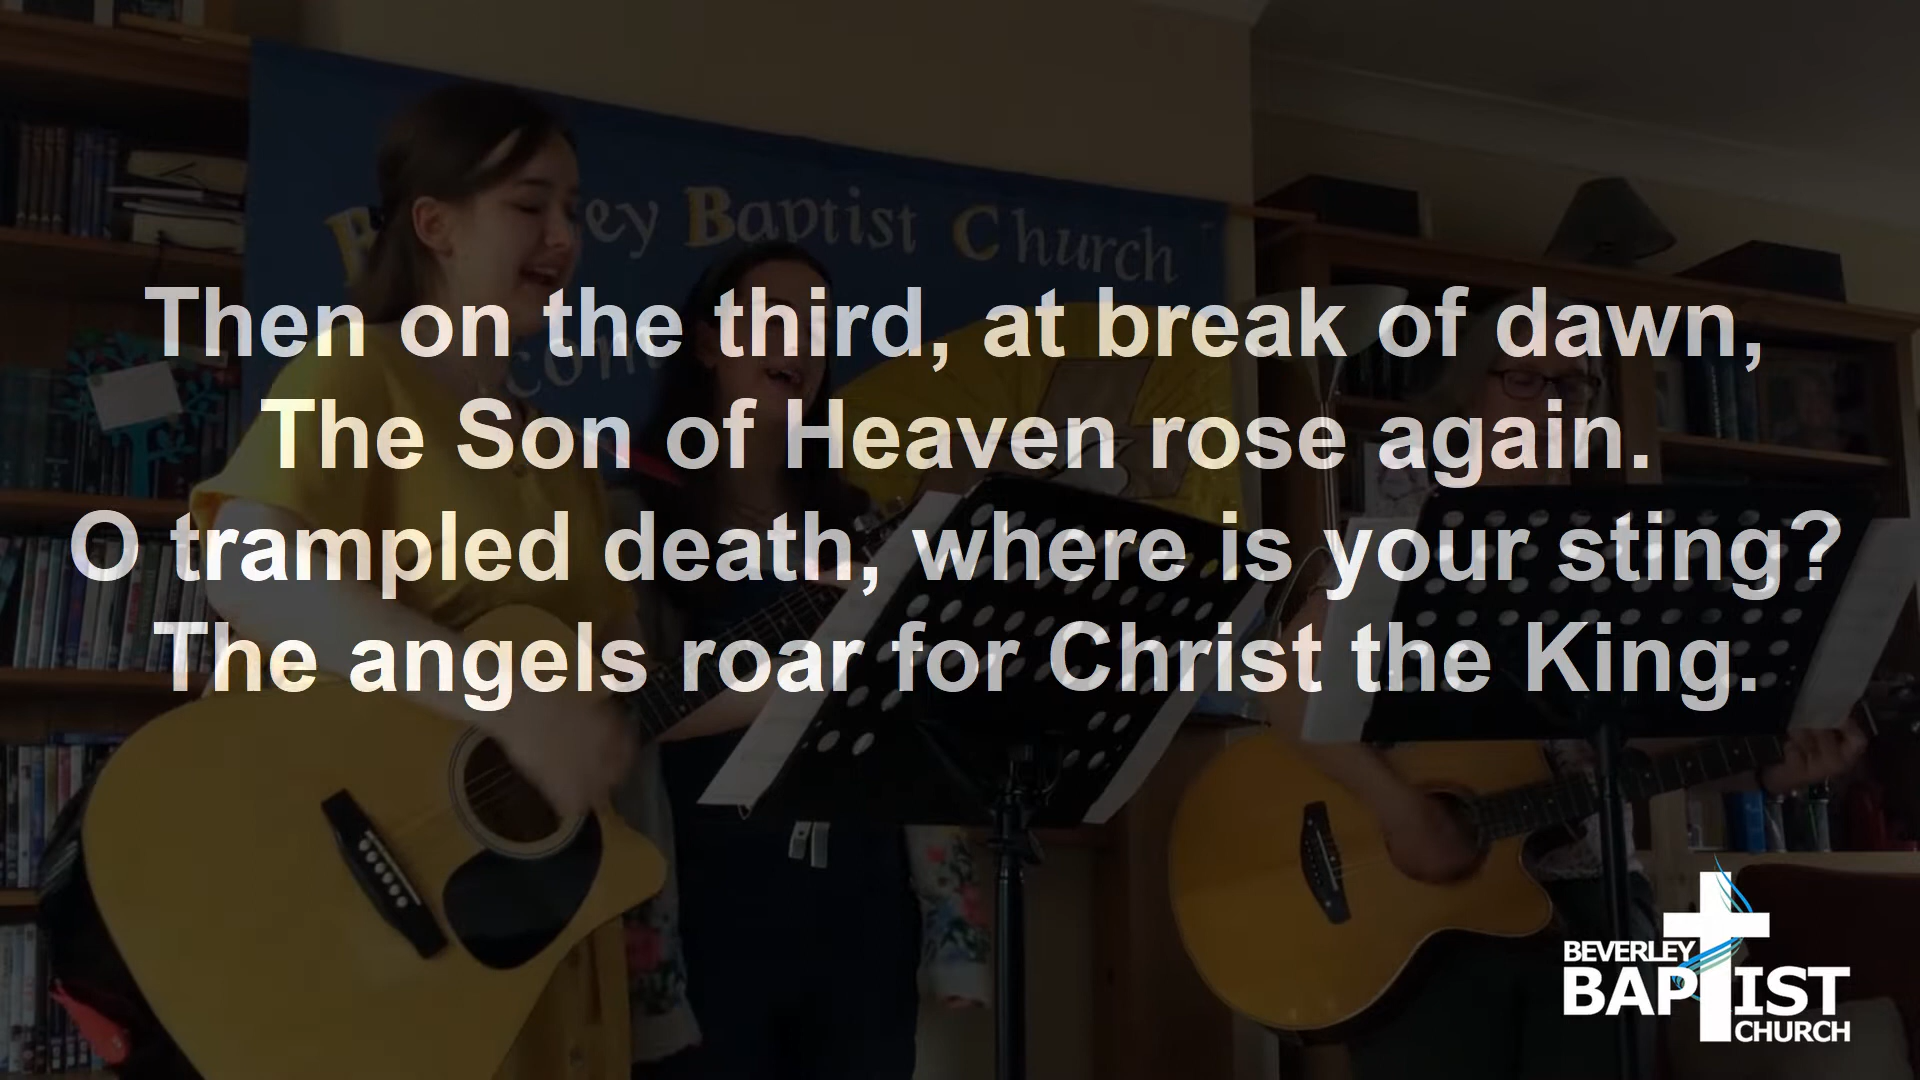 Beverley Baptist Church
Then on the third, at break of dawn,
The Son of Heaven rose again.
O trampled death, where is your sting?
The angels roar for Christ the King.
BEVERLEY
BAPTIST
CHURCH